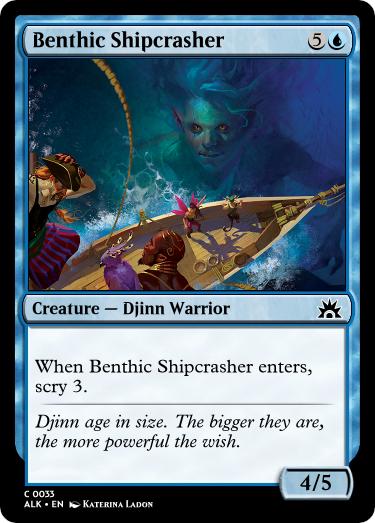 Benthic Shipcrasher 5
Creature — Djinn Warrior
When Benthic Shipcrasher enters,
scry 3.
Djinn age in size. The bigger they are,
the more powerful the wish.
4/5
C 0033
ALK • EN Katerina Ladon